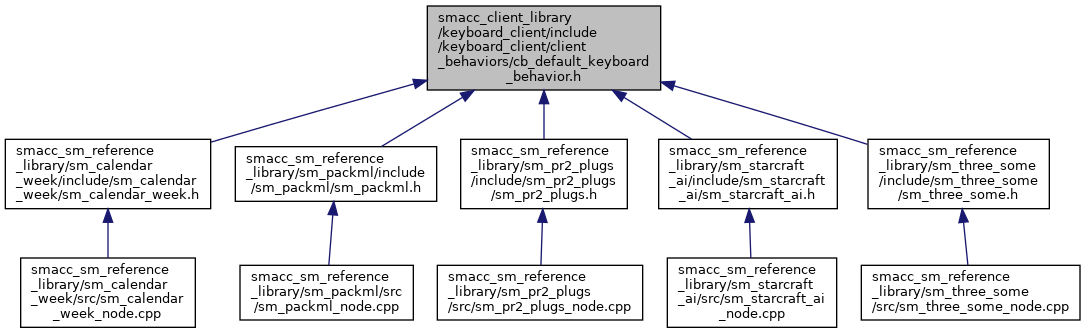 smacc_client_library
/keyboard_client/include
/keyboard_client/client
_behaviors/cb_default_keyboard
_behavior.h
smacc_sm_reference
_library/sm_calendar
_week/include/sm_calendar
_week/sm_calendar_week.h
smacc_sm_reference
_library/sm_packml/include
/sm_packml/sm_packml.h
smacc_sm_reference
_library/sm_pr2_plugs
/include/sm_pr2_plugs
/sm_pr2_plugs.h
smacc_sm_reference
_library/sm_starcraft
_ai/include/sm_starcraft
_ai/sm_starcraft_ai.h
smacc_sm_reference
_library/sm_three_some
/include/sm_three_some
/sm_three_some.h
smacc_sm_reference
_library/sm_calendar
_week/src/sm_calendar
_week_node.cpp
smacc_sm_reference
_library/sm_packml/src
/sm_packml_node.cpp
smacc_sm_reference
_library/sm_pr2_plugs
/src/sm_pr2_plugs_node.cpp
smacc_sm_reference
_library/sm_starcraft
_ai/src/sm_starcraft_ai
_node.cpp
smacc_sm_reference
_library/sm_three_some
/src/sm_three_some_node.cpp